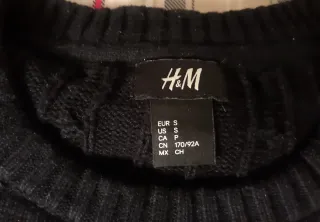 H&M
EUR S
US S
CA P
CN 170/92A
MX CH